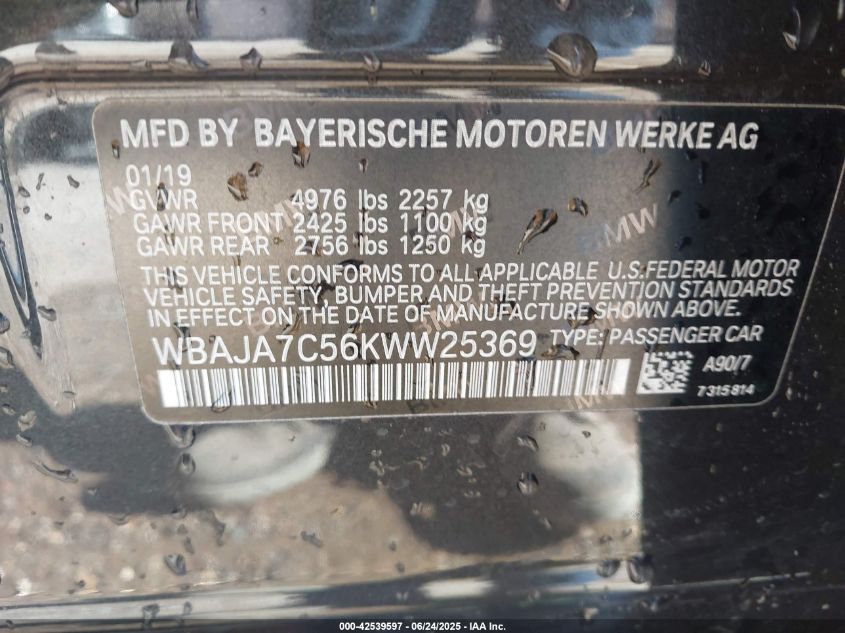 MFD BY BAYERISCHE MOTOREN WERKE AG
01/19
GVWR 4976 lbs 2257 kg
GAWR FRONT 2425 lbs 1100 kg
GAWR REAR 2756 lbs 1250 kg
THIS VEHICLE CONFORMS TO ALL APPLICABLE U.S.FEDERAL MOTOR
VEHICLE SAFETY, BUMPER AND THEFT PREVENTION STANDARDS
IN EFFECT ON THE DATE OF MANUFACTURE SHOWN ABOVE.
WBAJA7C56KWW25369 TYPE: PASSENGER CAR
A90/7
7315814
BMW
000-42539597 - 06/24/2025 - IAA Inc.